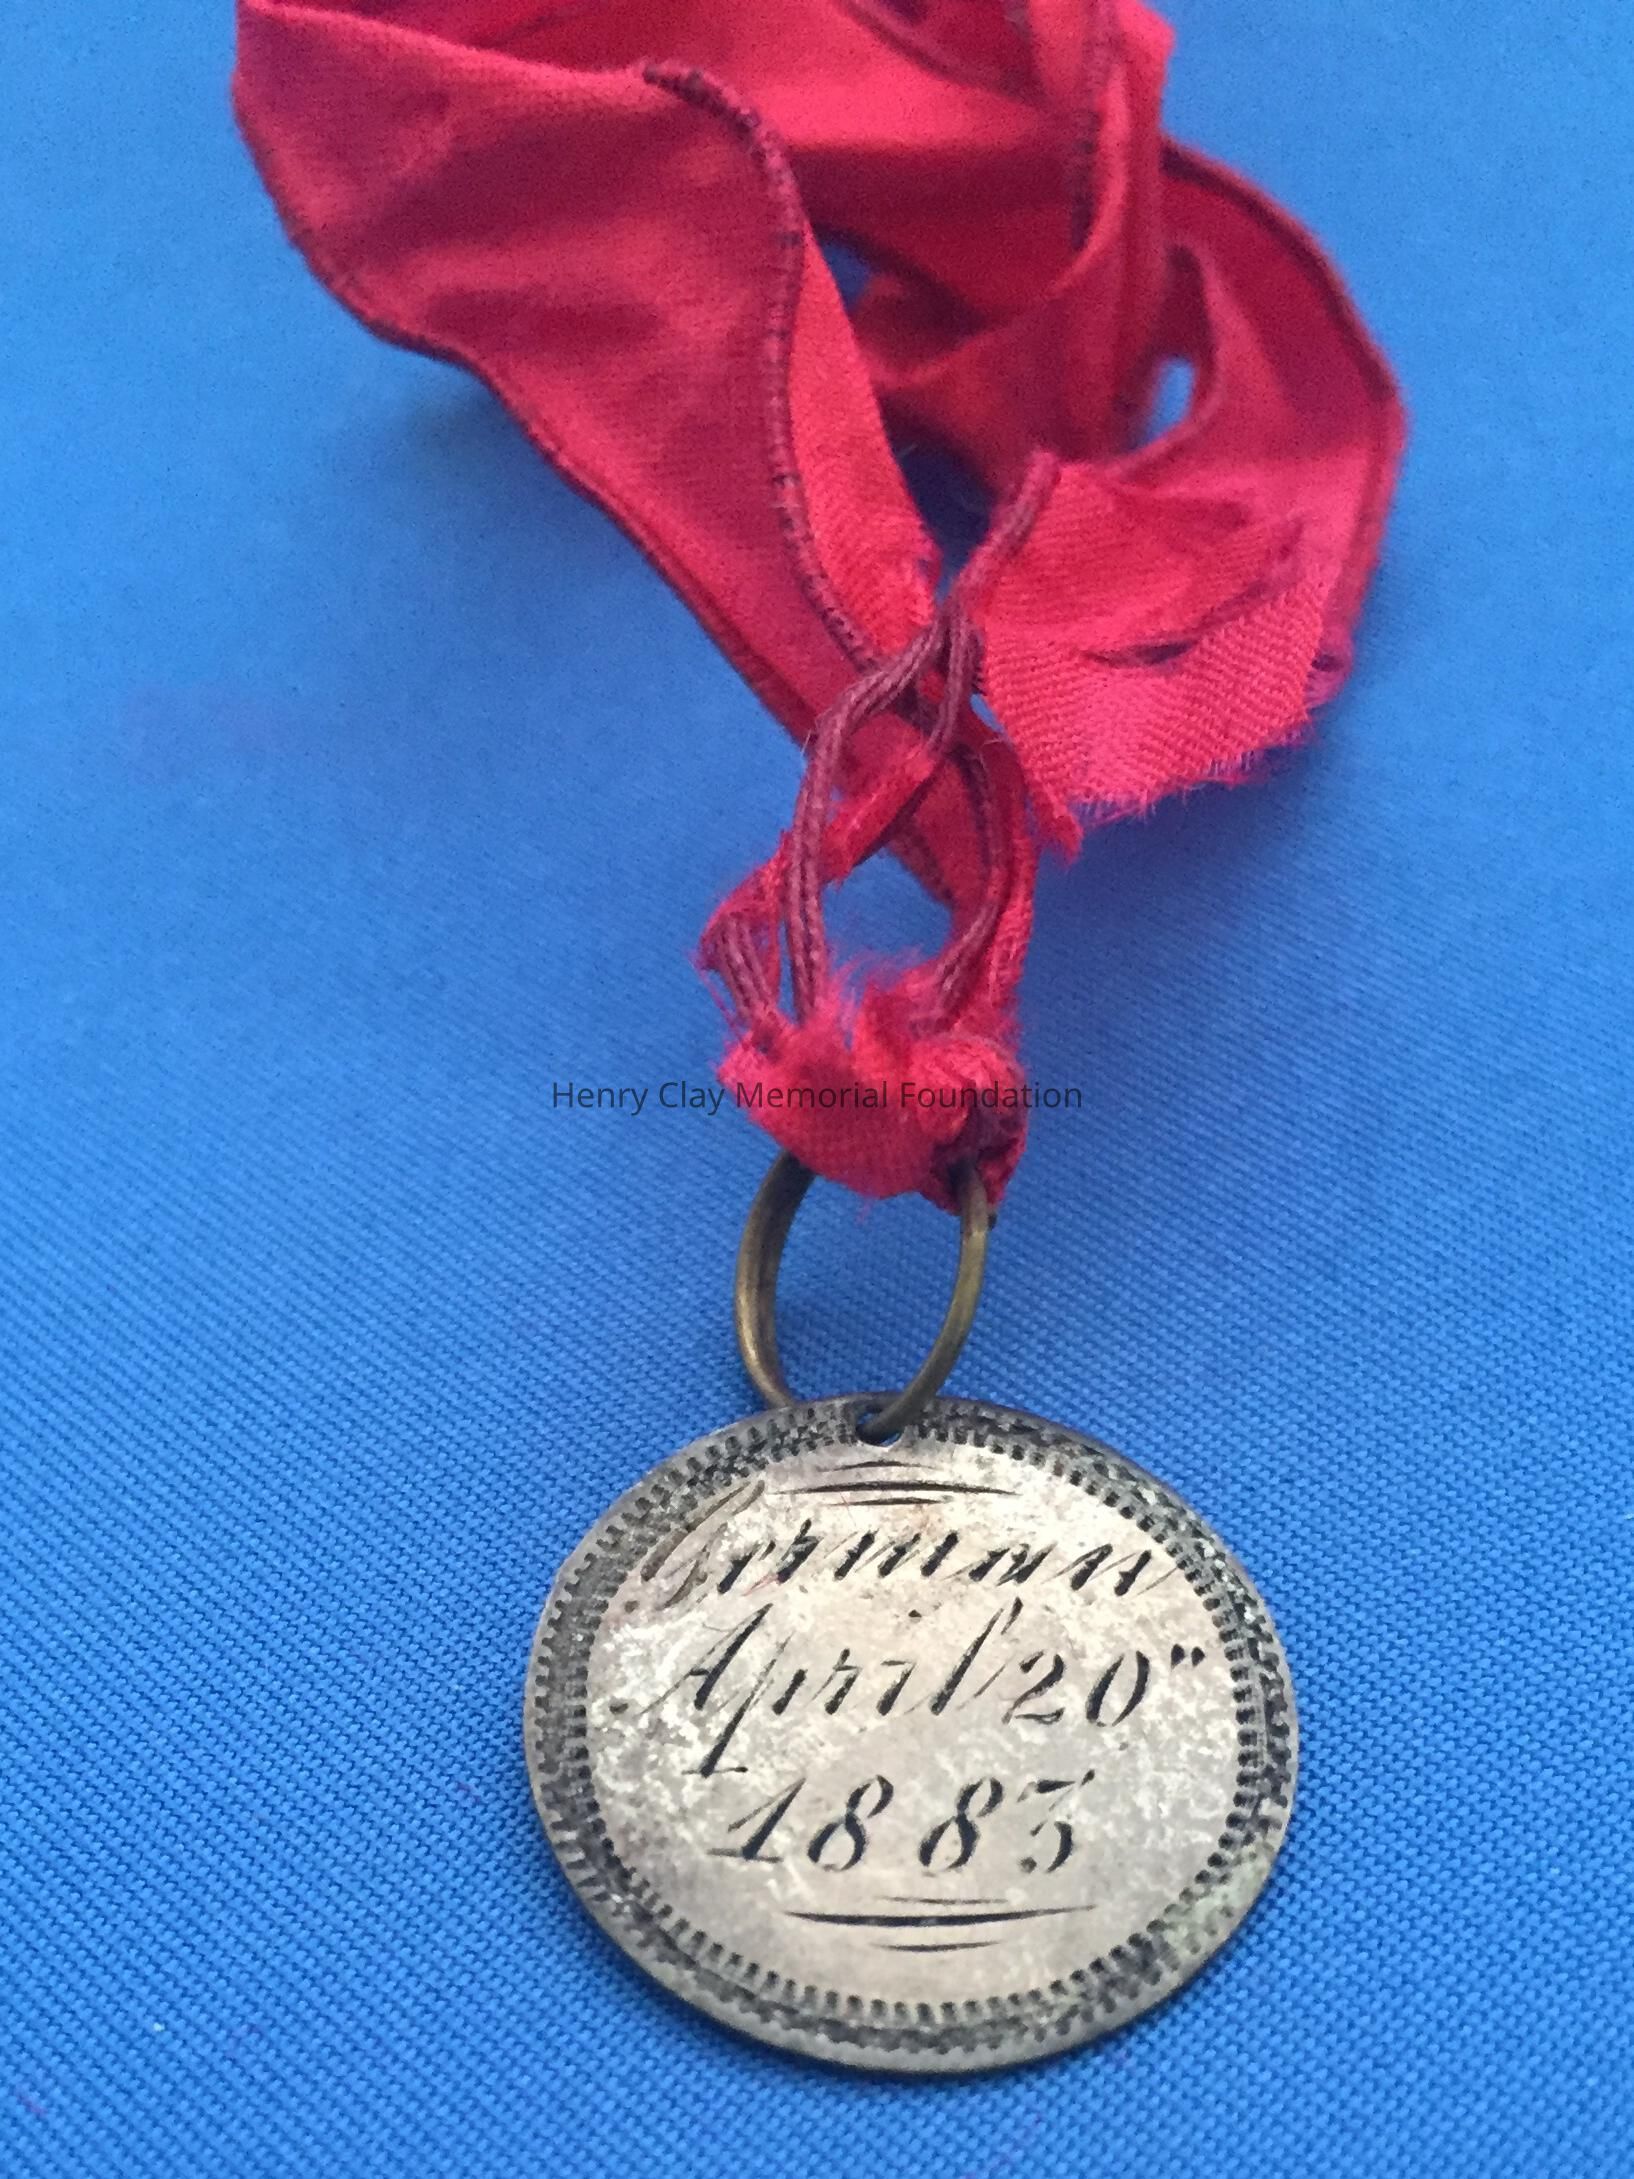 Henry Clay Memorial Foundation
German
April 20"
1883